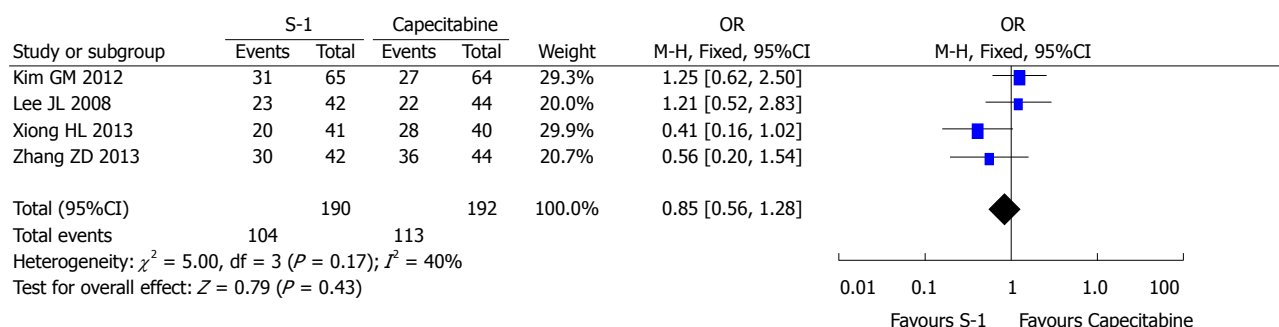 S-1 Capecitabine OR OR
Study or subgroup Events Total Events Total Weight M-H, Fixed, 95%CI M-H, Fixed, 95%CI
Kim GM 2012 31 65 27 64 29.3% 1.25 [0.62, 2.50]
Lee JL 2008 23 42 22 44 20.0% 1.21 [0.52, 2.83]
Xiong HL 2013 20 41 28 40 29.9% 0.41 [0.16, 1.02]
Zhang ZD 2013 30 42 36 44 20.7% 0.56 [0.20, 1.54]
Total (95%CI) 190 192 100.0% 0.85 [0.56, 1.28]
Total events 104 113
Heterogeneity: χ² = 5.00, df = 3 (P = 0.17); I² = 40%
Test for overall effect: Z = 0.79 (P = 0.43)
0.01 0.1 1 1.0 100
Favours S-1 Favours Capecitabine